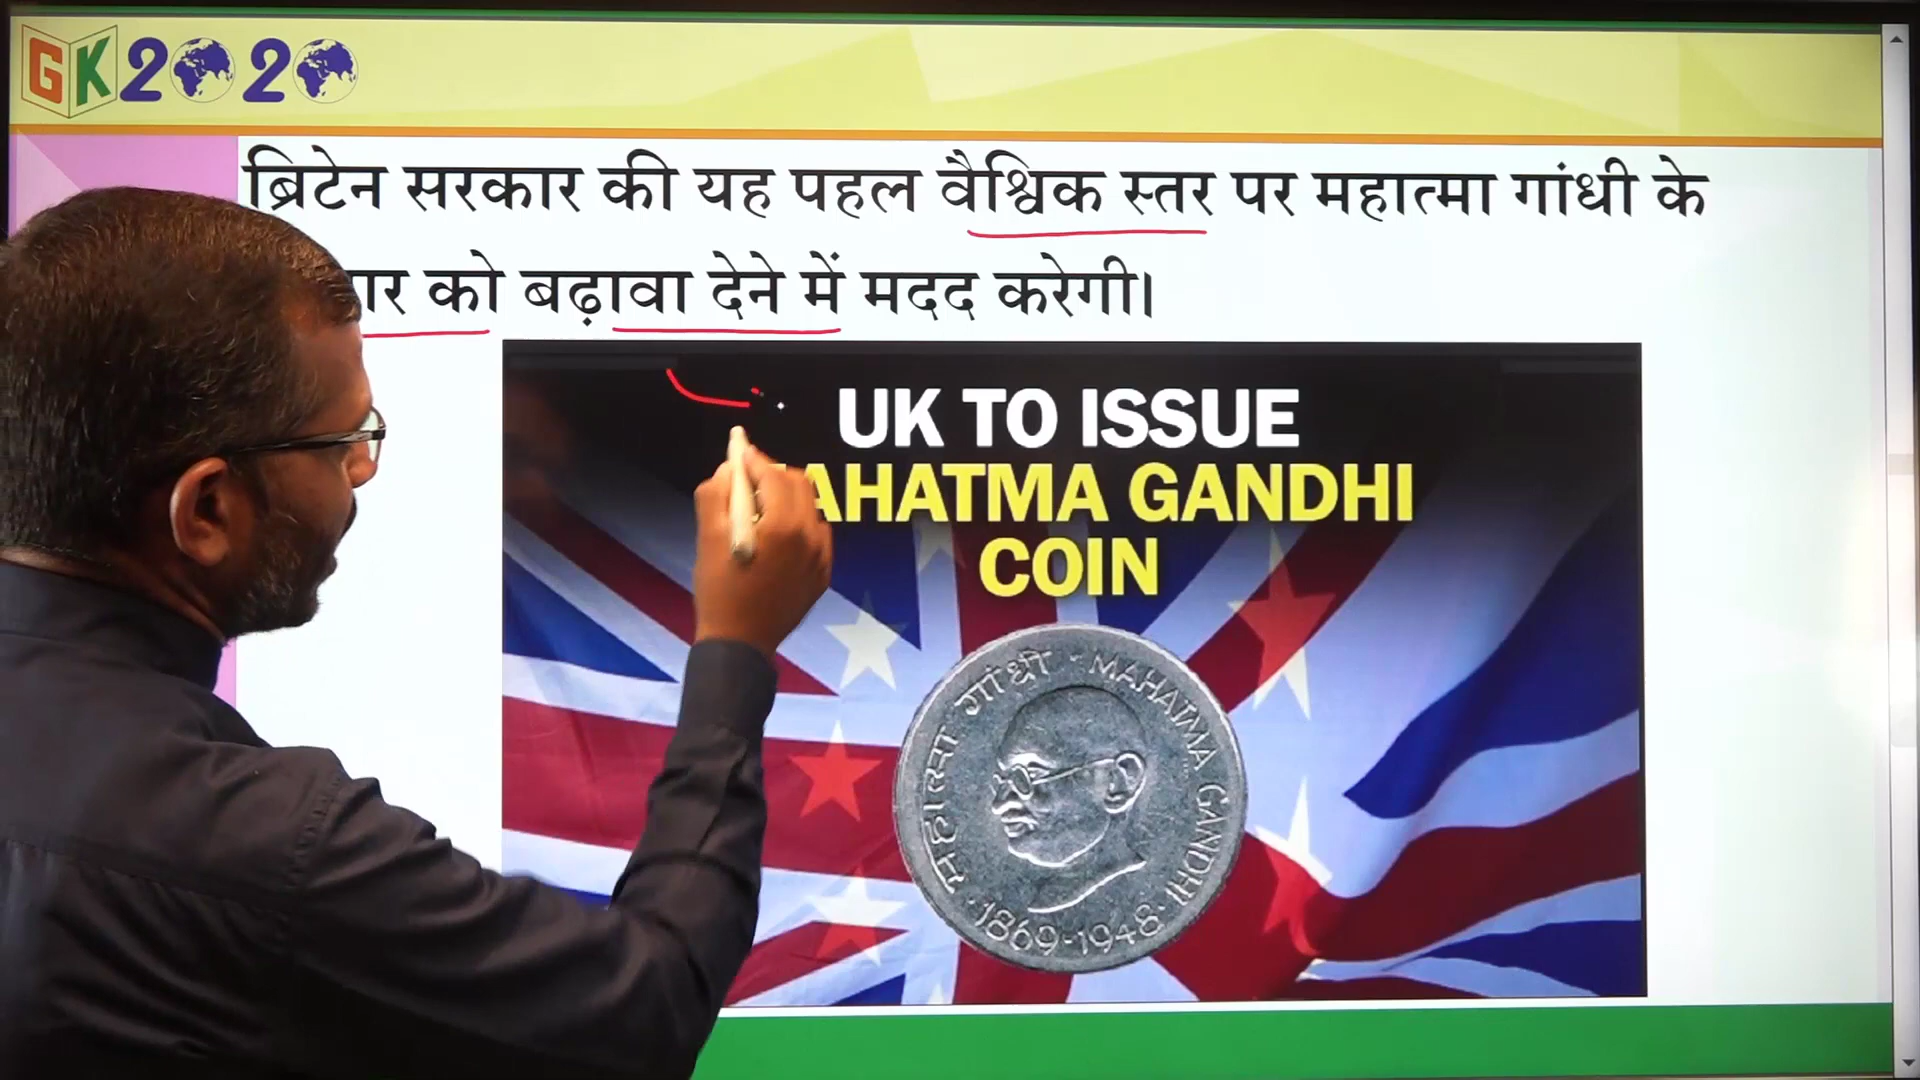 GK2020
ब्रिटेन सरकार की यह पहल वैश्विक स्तर पर महात्मा गांधी के
को बढ़ावा देने में मदद करेगी।
UK TO ISSUE
GANDHI
COIN
महात्मा गांधी · MAHATMA GANDHI
· 1869-1948 ·